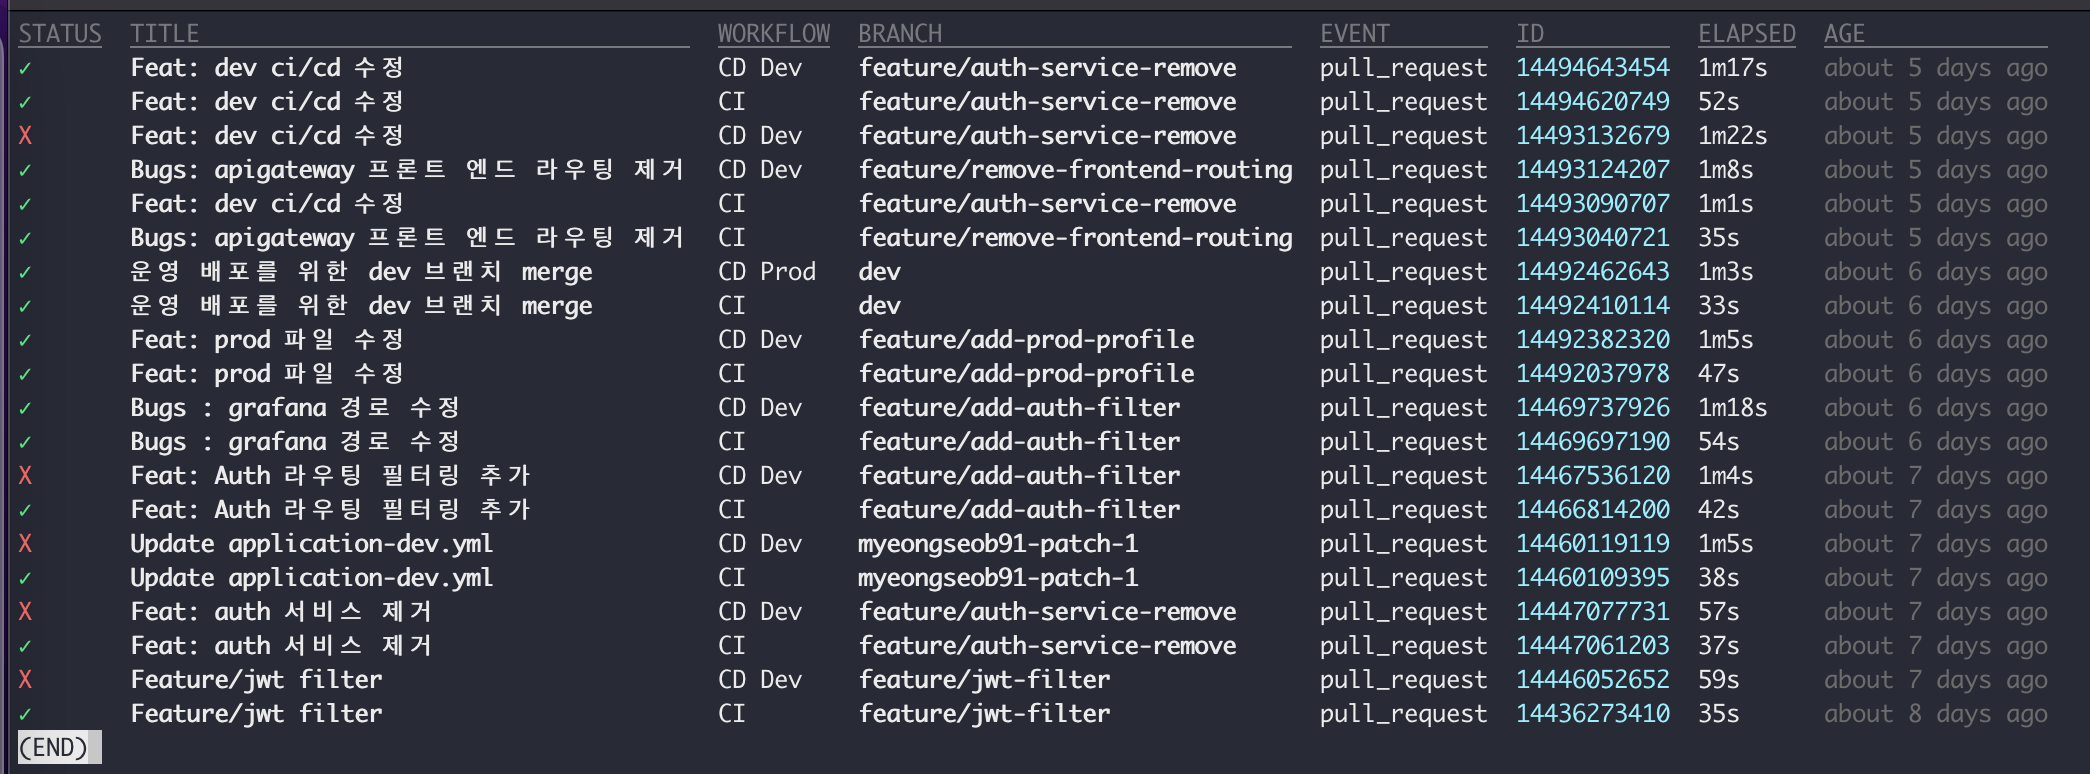 STATUS TITLE WORKFLOW BRANCH EVENT ID ELAPSED AGE
✓ Feat: dev ci/cd 수정 CD Dev feature/auth-service-remove pull_request 14494643454 1m17s about 5 days ago
✓ Feat: dev ci/cd 수정 CI feature/auth-service-remove pull_request 14494620749 52s about 5 days ago
X Feat: dev ci/cd 수정 CD Dev feature/auth-service-remove pull_request 14493132679 1m22s about 5 days ago
✓ Bugs: apigateway 프론트 엔드 라우팅 제거 CD Dev feature/remove-frontend-routing pull_request 14493124207 1m8s about 5 days ago
✓ Feat: dev ci/cd 수정 CI feature/auth-service-remove pull_request 14493090707 1m1s about 5 days ago
✓ Bugs: apigateway 프론트 엔드 라우팅 제거 CI feature/remove-frontend-routing pull_request 14493040721 35s about 5 days ago
✓ 운영 배포를 위한 dev 브랜치 merge CD Prod dev pull_request 14492462643 1m3s about 6 days ago
✓ 운영 배포를 위한 dev 브랜치 merge CI dev pull_request 14492410114 33s about 6 days ago
✓ Feat: prod 파일 수정 CD Dev feature/add-prod-profile pull_request 14492382320 1m5s about 6 days ago
✓ Feat: prod 파일 수정 CI feature/add-prod-profile pull_request 14492037978 47s about 6 days ago
✓ Bugs : grafana 경로 수정 CD Dev feature/add-auth-filter pull_request 14469737926 1m18s about 6 days ago
✓ Bugs : grafana 경로 수정 CI feature/add-auth-filter pull_request 14469697190 54s about 6 days ago
X Feat: Auth 라우팅 필터링 추가 CD Dev feature/add-auth-filter pull_request 14467536120 1m4s about 7 days ago
✓ Feat: Auth 라우팅 필터링 추가 CI feature/add-auth-filter pull_request 14466814200 42s about 7 days ago
X Update application-dev.yml CD Dev myeongseob91-patch-1 pull_request 14460119119 1m5s about 7 days ago
✓ Update application-dev.yml CI myeongseob91-patch-1 pull_request 14460109395 38s about 7 days ago
X Feat: auth 서비스 제거 CD Dev feature/auth-service-remove pull_request 14447077731 57s about 7 days ago
✓ Feat: auth 서비스 제거 CI feature/auth-service-remove pull_request 14447061203 37s about 7 days ago
X Feature/jwt filter CD Dev feature/jwt-filter pull_request 14446052652 59s about 7 days ago
✓ Feature/jwt filter CI feature/jwt-filter pull_request 14436273410 35s about 8 days ago
(END)